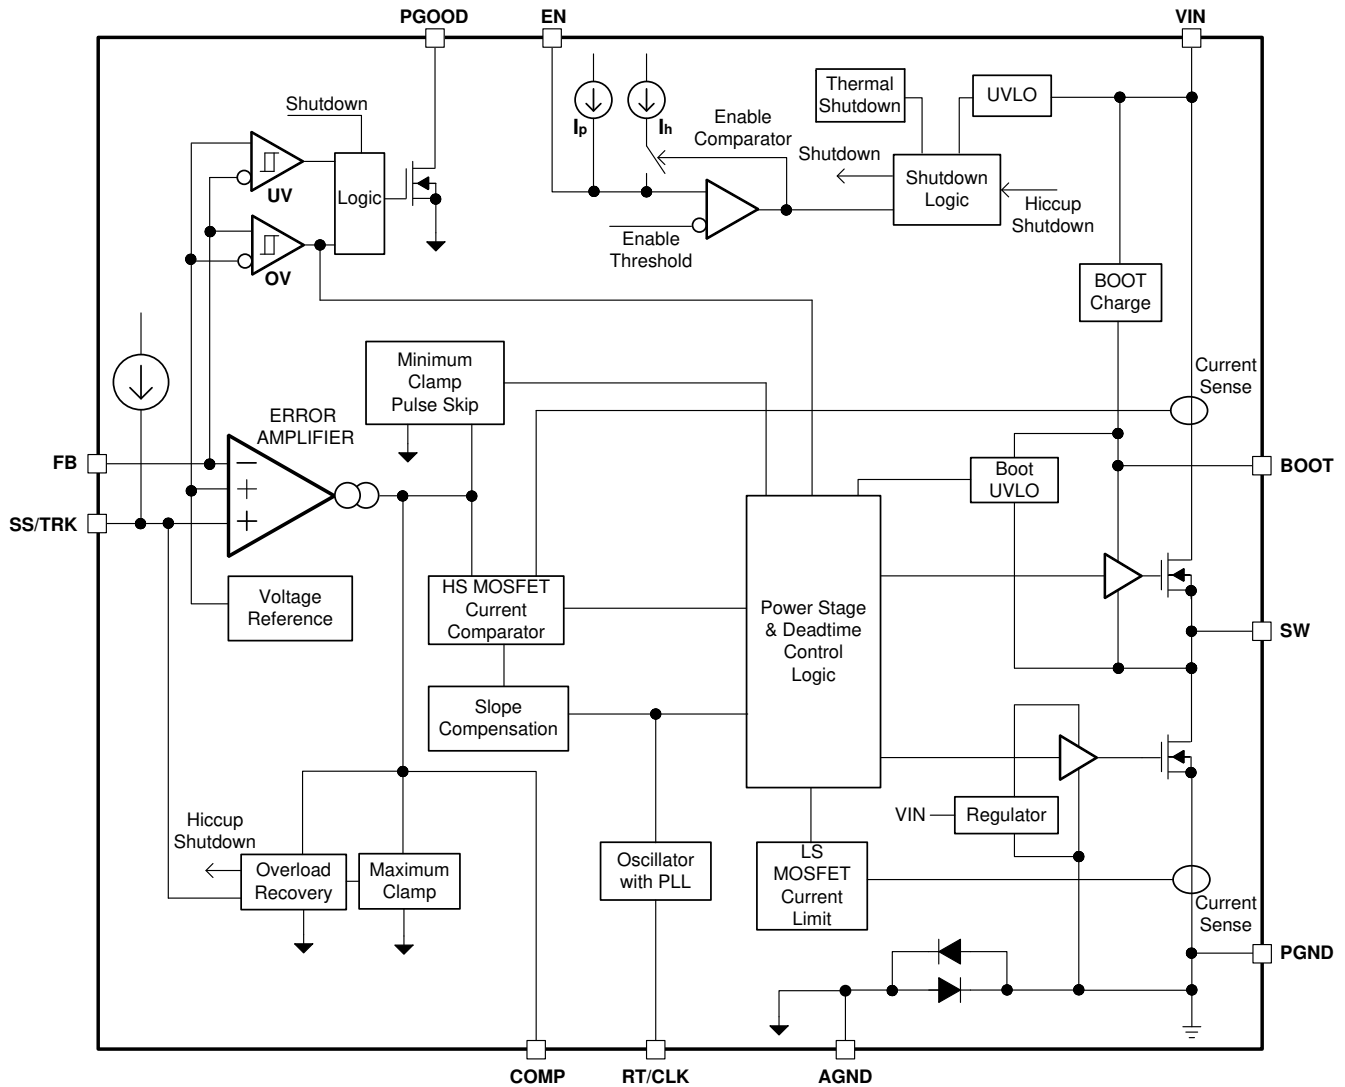 PGOOD
EN
VIN
Shutdown
Thermal
Shutdown
UVLO
Ip
Ih
Enable
Comparator
Shutdown
UV
Logic
Shutdown
Logic
Hiccup
Shutdown
Enable
Threshold
OV
BOOT
Charge
Minimum
Clamp
Pulse Skip
Current
Sense
ERROR
AMPLIFIER
FB
−
+
+
SS/TRK
Boot
UVLO
BOOT
Voltage
Reference
HS MOSFET
Current
Comparator
Power Stage
& Deadtime
Control
Logic
SW
Slope
Compensation
VIN
Regulator
Hiccup
Shutdown
Overload
Recovery
Maximum
Clamp
Oscillator
with PLL
LS
MOSFET
Current
Limit
Current
Sense
PGND
COMP
RT/CLK
AGND